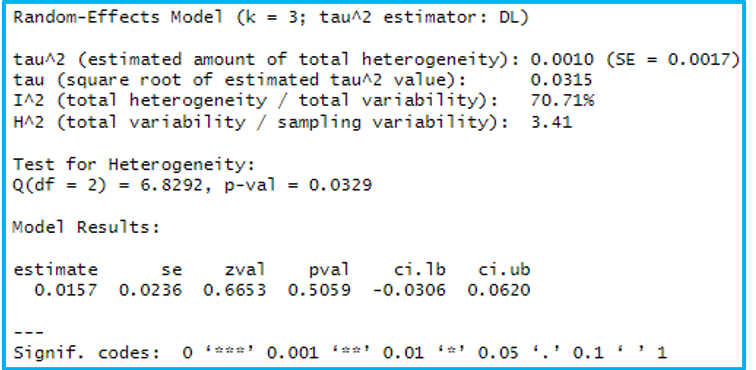 Random-Effects Model (k = 3; tau^2 estimator: DL)
tau^2 (estimated amount of total heterogeneity): 0.0010 (SE = 0.0017)
tau (square root of estimated tau^2 value): 0.0315
I^2 (total heterogeneity / total variability): 70.71%
H^2 (total variability / sampling variability): 3.41
Test for Heterogeneity:
Q(df = 2) = 6.8292, p-val = 0.0329
Model Results:
estimate se zval pval ci.lb ci.ub
0.0157 0.0236 0.6653 0.5059 -0.0306 0.0620
---
Signif. codes: 0 ‘***’ 0.001 ‘**’ 0.01 ‘*’ 0.05 ‘.’ 0.1 ‘ ’ 1